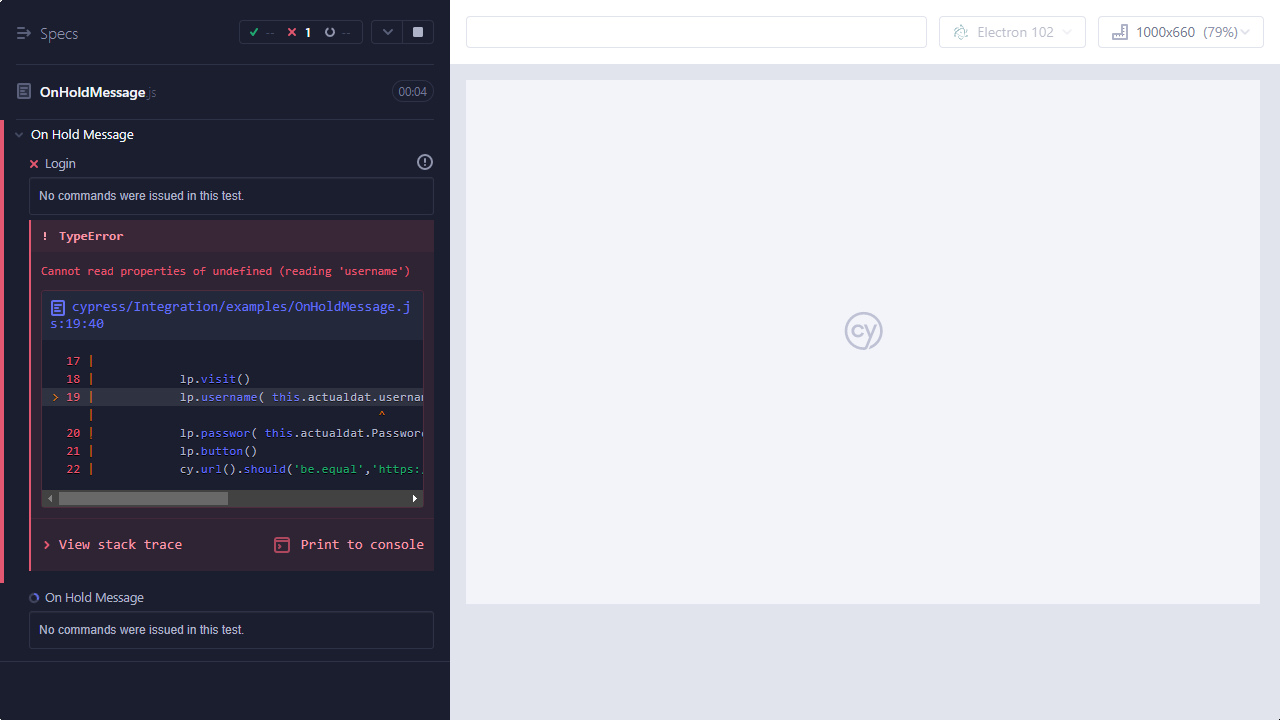 Specs
-- 1 --
Electron 102
1000x660 (79%)
OnHoldMessage.js
00:04
On Hold Message
Login
No commands were issued in this test.
! TypeError
Cannot read properties of undefined (reading 'username')
cypress/Integration/examples/OnHoldMessage.j
s:19:40
17 |
18 | lp.visit()
> 19 | lp.username( this.actualdat.usernam
| ^
20 | lp.passwor( this.actualdat.Password
21 | lp.button()
22 | cy.url().should('be.equal','https:/
View stack trace
Print to console
On Hold Message
No commands were issued in this test.
cy